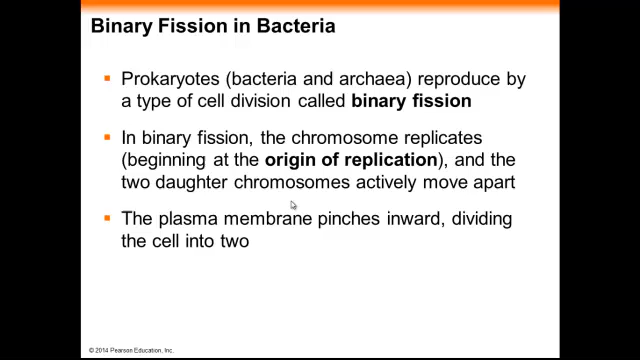 Binary Fission in Bacteria
Prokaryotes (bacteria and archaea) reproduce by
a type of cell division called binary fission
In binary fission, the chromosome replicates
(beginning at the origin of replication), and the
two daughter chromosomes actively move apart
The plasma membrane pinches inward, dividing
the cell into two
© 2014 Pearson Education, Inc.